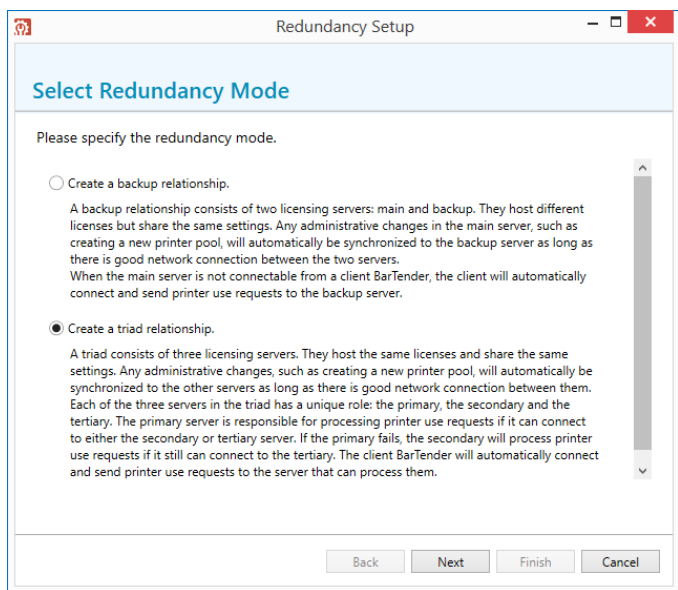 Redundancy Setup
Select Redundancy Mode
Please specify the redundancy mode.
Create a backup relationship.
A backup relationship consists of two licensing servers: main and backup. They host different
licenses but share the same settings. Any administrative changes in the main server, such as
creating a new printer pool, will automatically be synchronized to the backup server as long as
there is good network connection between the two servers.
When the main server is not connectable from a client BarTender, the client will automatically
connect and send printer use requests to the backup server.
Create a triad relationship.
A triad consists of three licensing servers. They host the same licenses and share the same
settings. Any administrative changes, such as creating a new printer pool, will automatically be
synchronized to the other servers as long as there is good network connection between them.
Each of the three servers in the triad has a unique role: the primary, the secondary and the
tertiary. The primary server is responsible for processing printer use requests if it can connect
to either the secondary or tertiary server. If the primary fails, the secondary will process printer
use requests if it still can connect to the tertiary. The client BarTender will automatically connect
and send printer use requests to the server that can process them.
Back Next Finish Cancel